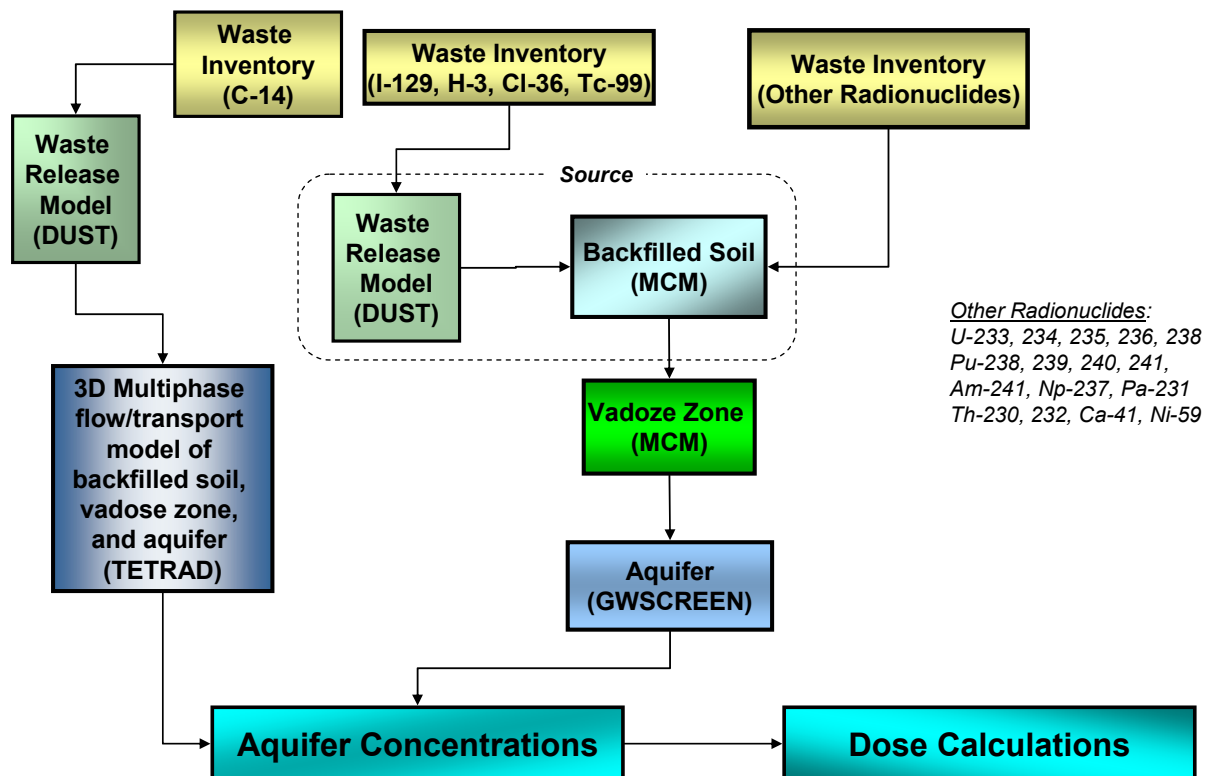 Waste
Inventory
(C-14)
Waste Inventory
(I-129, H-3, Cl-36, Tc-99)
Waste Inventory
(Other Radionuclides)
Waste
Release
Model
(DUST)
Source
Waste
Release
Model
(DUST)
Backfilled Soil
(MCM)
Other Radionuclides:
U-233, 234, 235, 236, 238
Pu-238, 239, 240, 241,
Am-241, Np-237, Pa-231
Th-230, 232, Ca-41, Ni-59
3D Multiphase
flow/transport
model of
backfilled soil,
vadose zone,
and aquifer
(TETRAD)
Vadoze Zone
(MCM)
Aquifer
(GWSCREEN)
Aquifer Concentrations
Dose Calculations